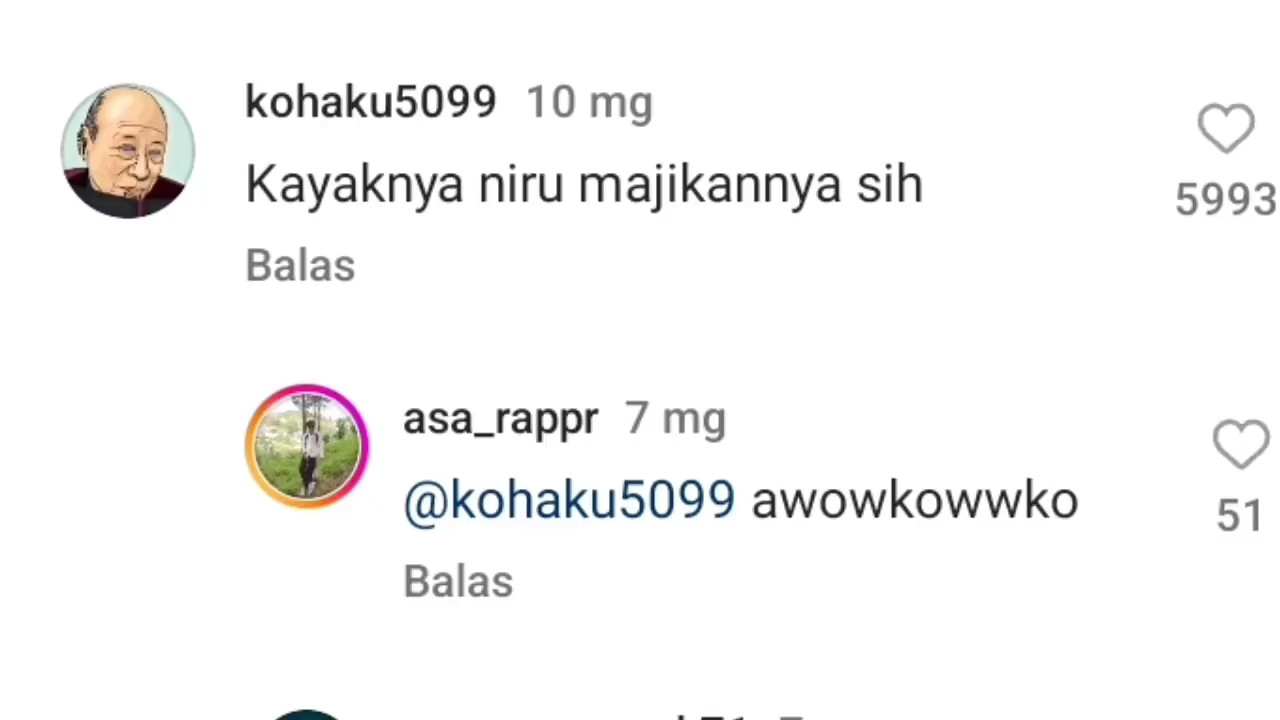 kohaku5099 10 mg
Kayaknya niru majikannya sih
5993
Balas
asa_rappr 7 mg
@kohaku5099 awowkowwko
51
Balas